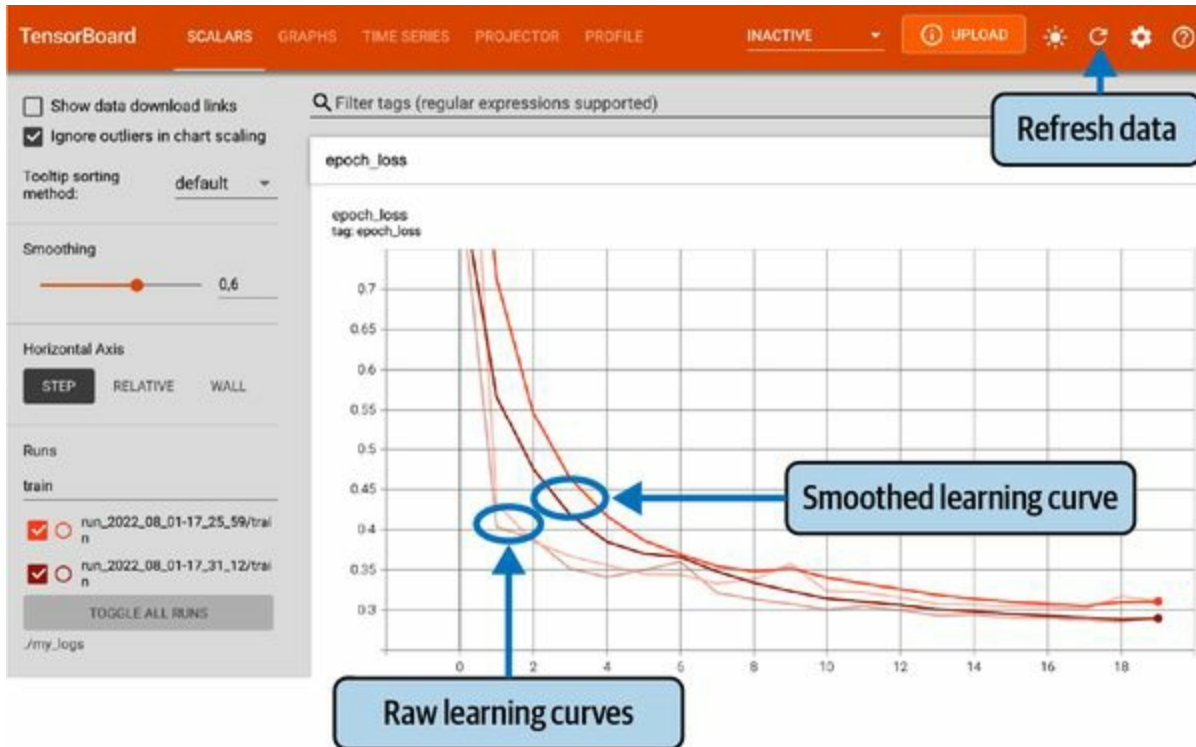 TensorBoard SCALARS GRAPHS TIME SERIES PROJECTOR PROFILE INACTIVE UPLOAD
Show data download links
Ignore outliers in chart scaling
Tooltip sorting
method: default
Smoothing
0,6
Horizontal Axis
STEP RELATIVE WALL
Runs
train
run_2022_08_01-17_25_59/trai
n
run_2022_08_01-17_31_12/trai
n
TOGGLE ALL RUNS
./my_logs
Filter tags (regular expressions supported)
Refresh data
epoch_loss
epoch_loss
tag: epoch_loss
0.7
0.65
0.6
0.55
0.5
0.45
0.4
0.35
0.3
0 2 4 6 8 10 12 14 16 18
Smoothed learning curve
Raw learning curves